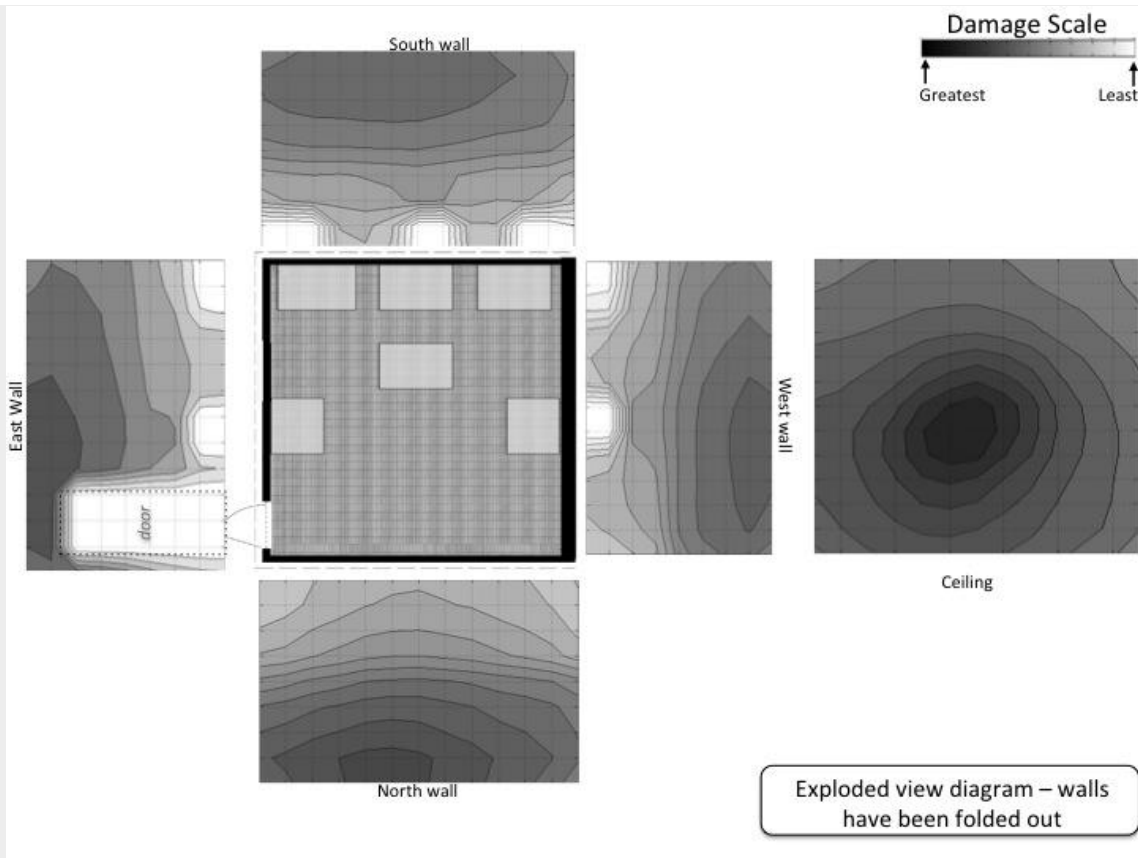 Damage Scale
Greatest
Least
South wall
East Wall
door
West wall
North wall
Ceiling
Exploded view diagram – walls
have been folded out